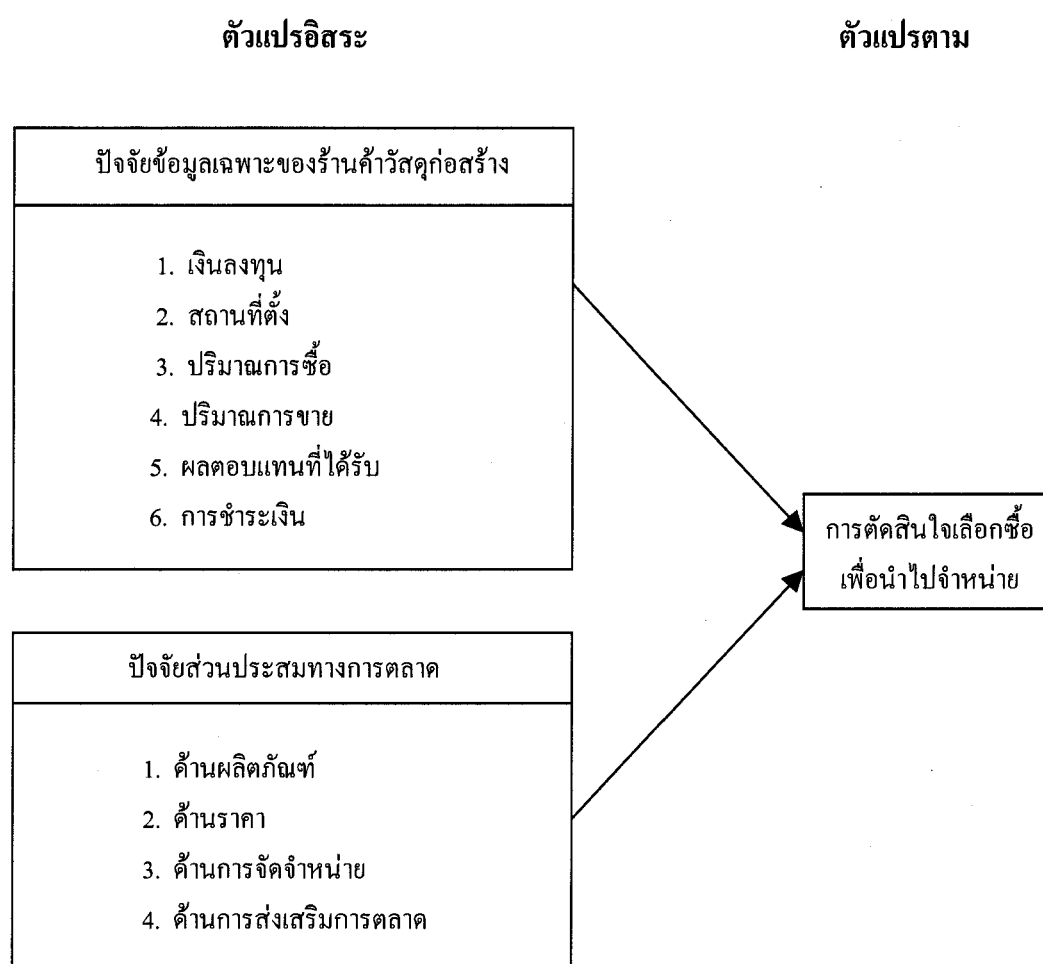 ตัวแปรอิสระ
ตัวแปรตาม
ปัจจัยข้อมูลเฉพาะของร้านค้าวัสดุก่อสร้าง
1. เงินลงทุน
2. สถานที่ตั้ง
3. ปริมาณการซื้อ
4. ปริมาณการขาย
5. ผลตอบแทนที่ได้รับ
6. การชำระเงิน
การตัดสินใจเลือกซื้อ
เพื่อนำไปจำหน่าย
ปัจจัยส่วนประสมทางการตลาด
1. ด้านผลิตภัณฑ์
2. ด้านราคา
3. ด้านการจัดจำหน่าย
4. ด้านการส่งเสริมการตลาด